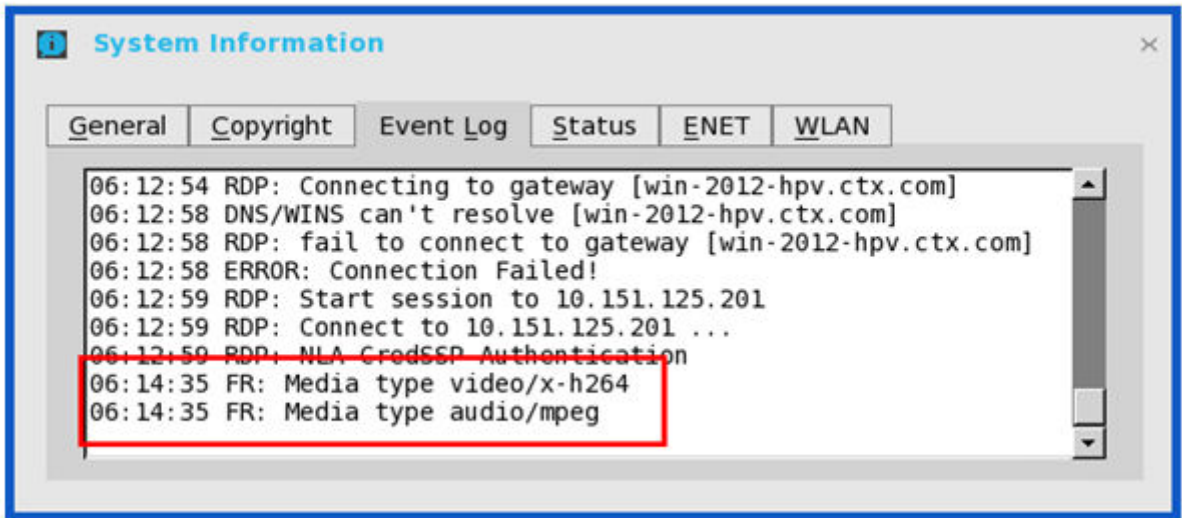 System Information
General Copyright Event Log Status ENET WLAN
06:12:54 RDP: Connecting to gateway [win-2012-hpv.ctx.com]
06:12:58 DNS/WINS can't resolve [win-2012-hpv.ctx.com]
06:12:58 RDP: fail to connect to gateway [win-2012-hpv.ctx.com]
06:12:58 ERROR: Connection Failed!
06:12:59 RDP: Start session to 10.151.125.201
06:12:59 RDP: Connect to 10.151.125.201 ...
06:12:59 RDP: NLA CredSSP Authentication
06:14:35 FR: Media type video/x-h264
06:14:35 FR: Media type audio/mpeg